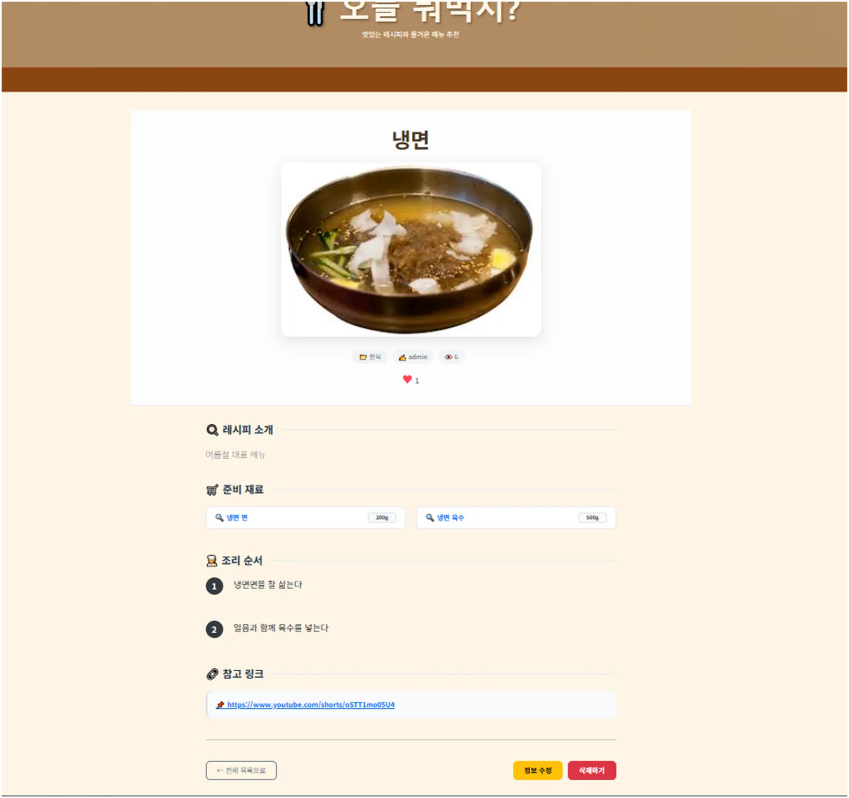 오늘 뭐먹지?
맛있는 레시피와 즐거운 메뉴 추천
냉면
한식 admin 6
1
레시피 소개
여름철 대표 메뉴
준비 재료
냉면 면 200g 냉면 육수 500g
조리 순서
1 냉면면을 잘 삶는다
2 얼음과 함께 육수를 넣는다
참고 링크
https://www.youtube.com/shorts/oSTT1mo05U4
← 전체 목록으로 정보 수정 삭제하기